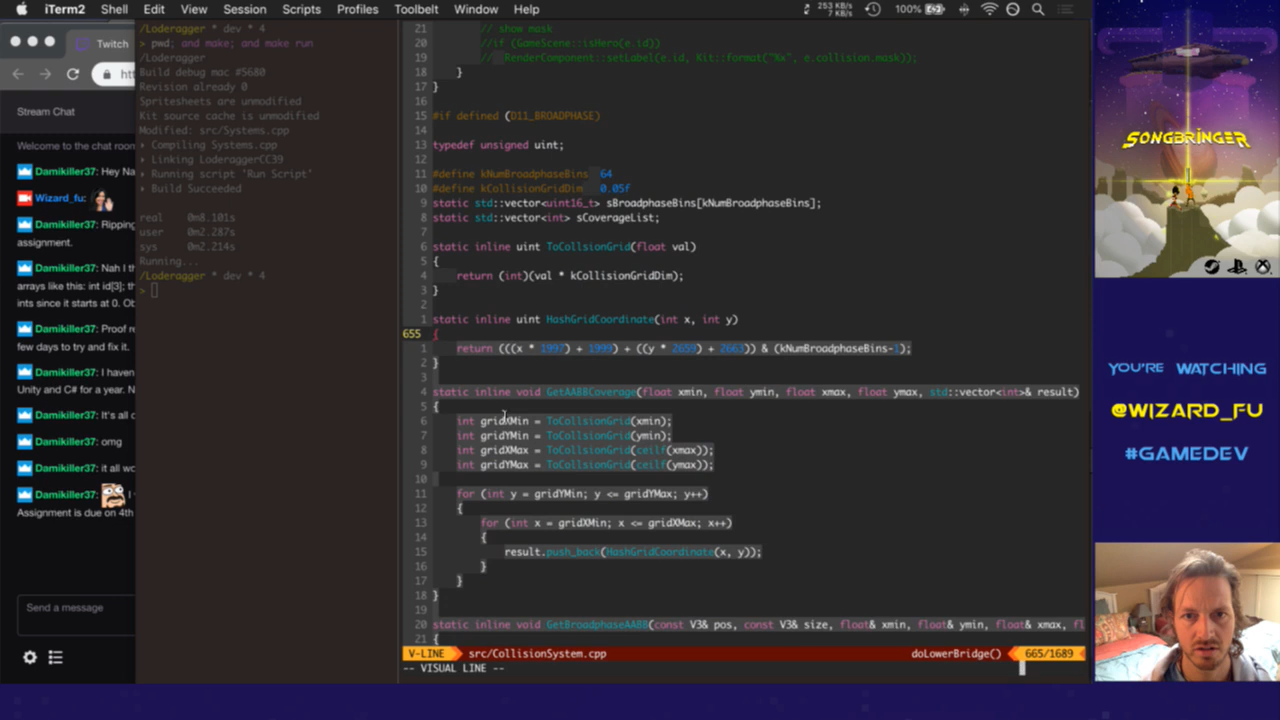 iTerm2 Shell Edit View Session Scripts Profiles Toolbelt Window Help 253 KB/s 7 KB/s 100%
Twitch
Stream Chat
Welcome to the chat room
Damikiller37: Hey Na
Wizard_fu:
Damikiller37: Ripping
assignment.
Damikiller37: Nah I th
arrays like this: int id[3]; th
ints since it starts at 0. Ob
Damikiller37: Proof re
few days to try and fix it.
Damikiller37: I haven
Unity and C# for a year. N
Damikiller37: It's all c
Damikiller37: omg
Damikiller37: it all wo
Damikiller37: I
Assignment is due on 4th
Send a message
/Loderagger * dev * 4
> pwd; and make; and make run
/Loderagger
Build debug mac #5680
Revision already 0
Spritesheets are unmodified
Kit source cache is unmodified
Modified: src/Systems.cpp
Compiling Systems.cpp
Linking LoderaggerCC39
Running script 'Run Script'
Build Succeeded
real 0m8.101s
user 0m2.287s
sys 0m2.214s
Running...
/Loderagger * dev * 4
>
21 // show mask
20 //if (GameScene::isHero(e.id))
19 // RenderComponent::setLabel(e.id, Kit::format("%x", e.collision.mask));
18 }
17 }
16
15 #if defined (D11_BROADPHASE)
14
13 typedef unsigned uint;
12
11 #define kNumBroadphaseBins 64
10 #define kCollisionGridDim 0.05f
9 static std::vector<uint16_t> sBroadphaseBins[kNumBroadphaseBins];
8 static std::vector<int> sCoverageList;
7
6 static inline uint ToCollsionGrid(float val)
5 {
4 return (int)(val * kCollisionGridDim);
3 }
2
1 static inline uint HashGridCoordinate(int x, int y)
655 {
1 return (((x * 1997) + 1999) + ((y * 2659) + 2663)) & (kNumBroadphaseBins-1);
2 }
3
4 static inline void GetAABBCoverage(float xmin, float ymin, float xmax, float ymax, std::vector<int>& result)
5 {
6 int gridXMin = ToCollsionGrid(xmin);
7 int gridYMin = ToCollsionGrid(ymin);
8 int gridXMax = ToCollsionGrid(ceilf(xmax));
9 int gridYMax = ToCollsionGrid(ceilf(ymax));
10
11 for (int y = gridYMin; y <= gridYMax; y++)
12 {
13 for (int x = gridXMin; x <= gridXMax; x++)
14 {
15 result.push_back(HashGridCoordinate(x, y));
16 }
17 }
18 }
19
20 static inline void GetBroadphaseAABB(const V3& pos, const V3& size, float& xmin, float& ymin, float& xmax, fl
21 {
V-LINE src/CollisionSystem.cpp doLowerBridge() 665/1689
-- VISUAL LINE --
SONGBRINGER
YOU'RE WATCHING
@WIZARD_FU
#GAMEDEV